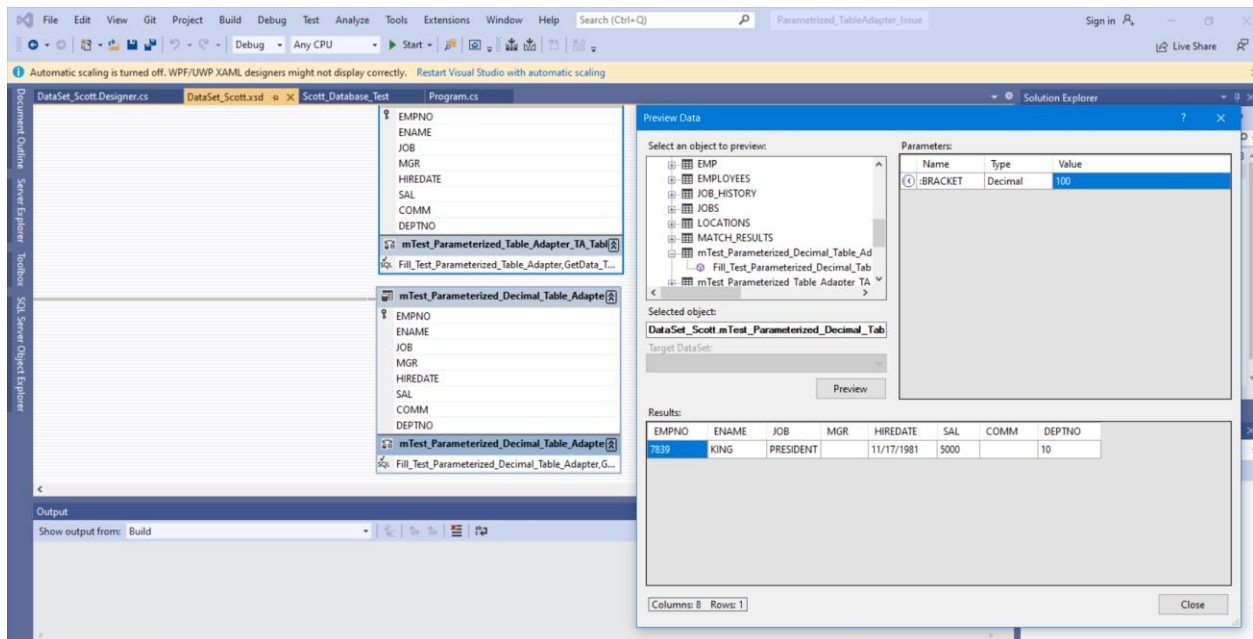 File Edit View Git Project Build Debug Test Analyze Tools Extensions Window Help Search (Ctrl+Q) Parametrized_TableAdapter_Issue Sign in
Debug Any CPU Start Live Share
Automatic scaling is turned off. WPF/UWP XAML designers might not display correctly. Restart Visual Studio with automatic scaling
Document Outline
Server Explorer
Toolbox
SQL Server Object Explorer
DataSet_Scott.Designer.cs DataSet_Scott.xsd Scott_Database_Test Program.cs Solution Explorer
EMPNO
ENAME
JOB
MGR
HIREDATE
SAL
COMM
DEPTNO
mTest_Parameterized_Table_Adapter_TA_Tabl
Fill_Test_Parameterized_Table_Adapter,GetData_T...
mTest_Parameterized_Decimal_Table_Adapte
EMPNO
ENAME
JOB
MGR
HIREDATE
SAL
COMM
DEPTNO
mTest_Parameterized_Decimal_Table_Adapte
Fill_Test_Parameterized_Decimal_Table_Adapter,G...
Output
Show output from: Build
Preview Data
Select an object to preview:
EMP
EMPLOYEES
JOB_HISTORY
JOBS
LOCATIONS
MATCH_RESULTS
mTest_Parameterized_Decimal_Table_Ad
Fill_Test_Parameterized_Decimal_Tab
mTest_Parameterized_Table_Adapter_TA
Parameters:
Name Type Value
:BRACKET Decimal 100
Selected object:
DataSet_Scott.mTest_Parameterized_Decimal_Tab
Target DataSet:
Preview
Results:
EMPNO ENAME JOB MGR HIREDATE SAL COMM DEPTNO
7839 KING PRESIDENT 11/17/1981 5000 10
Columns: 8 Rows: 1
Close